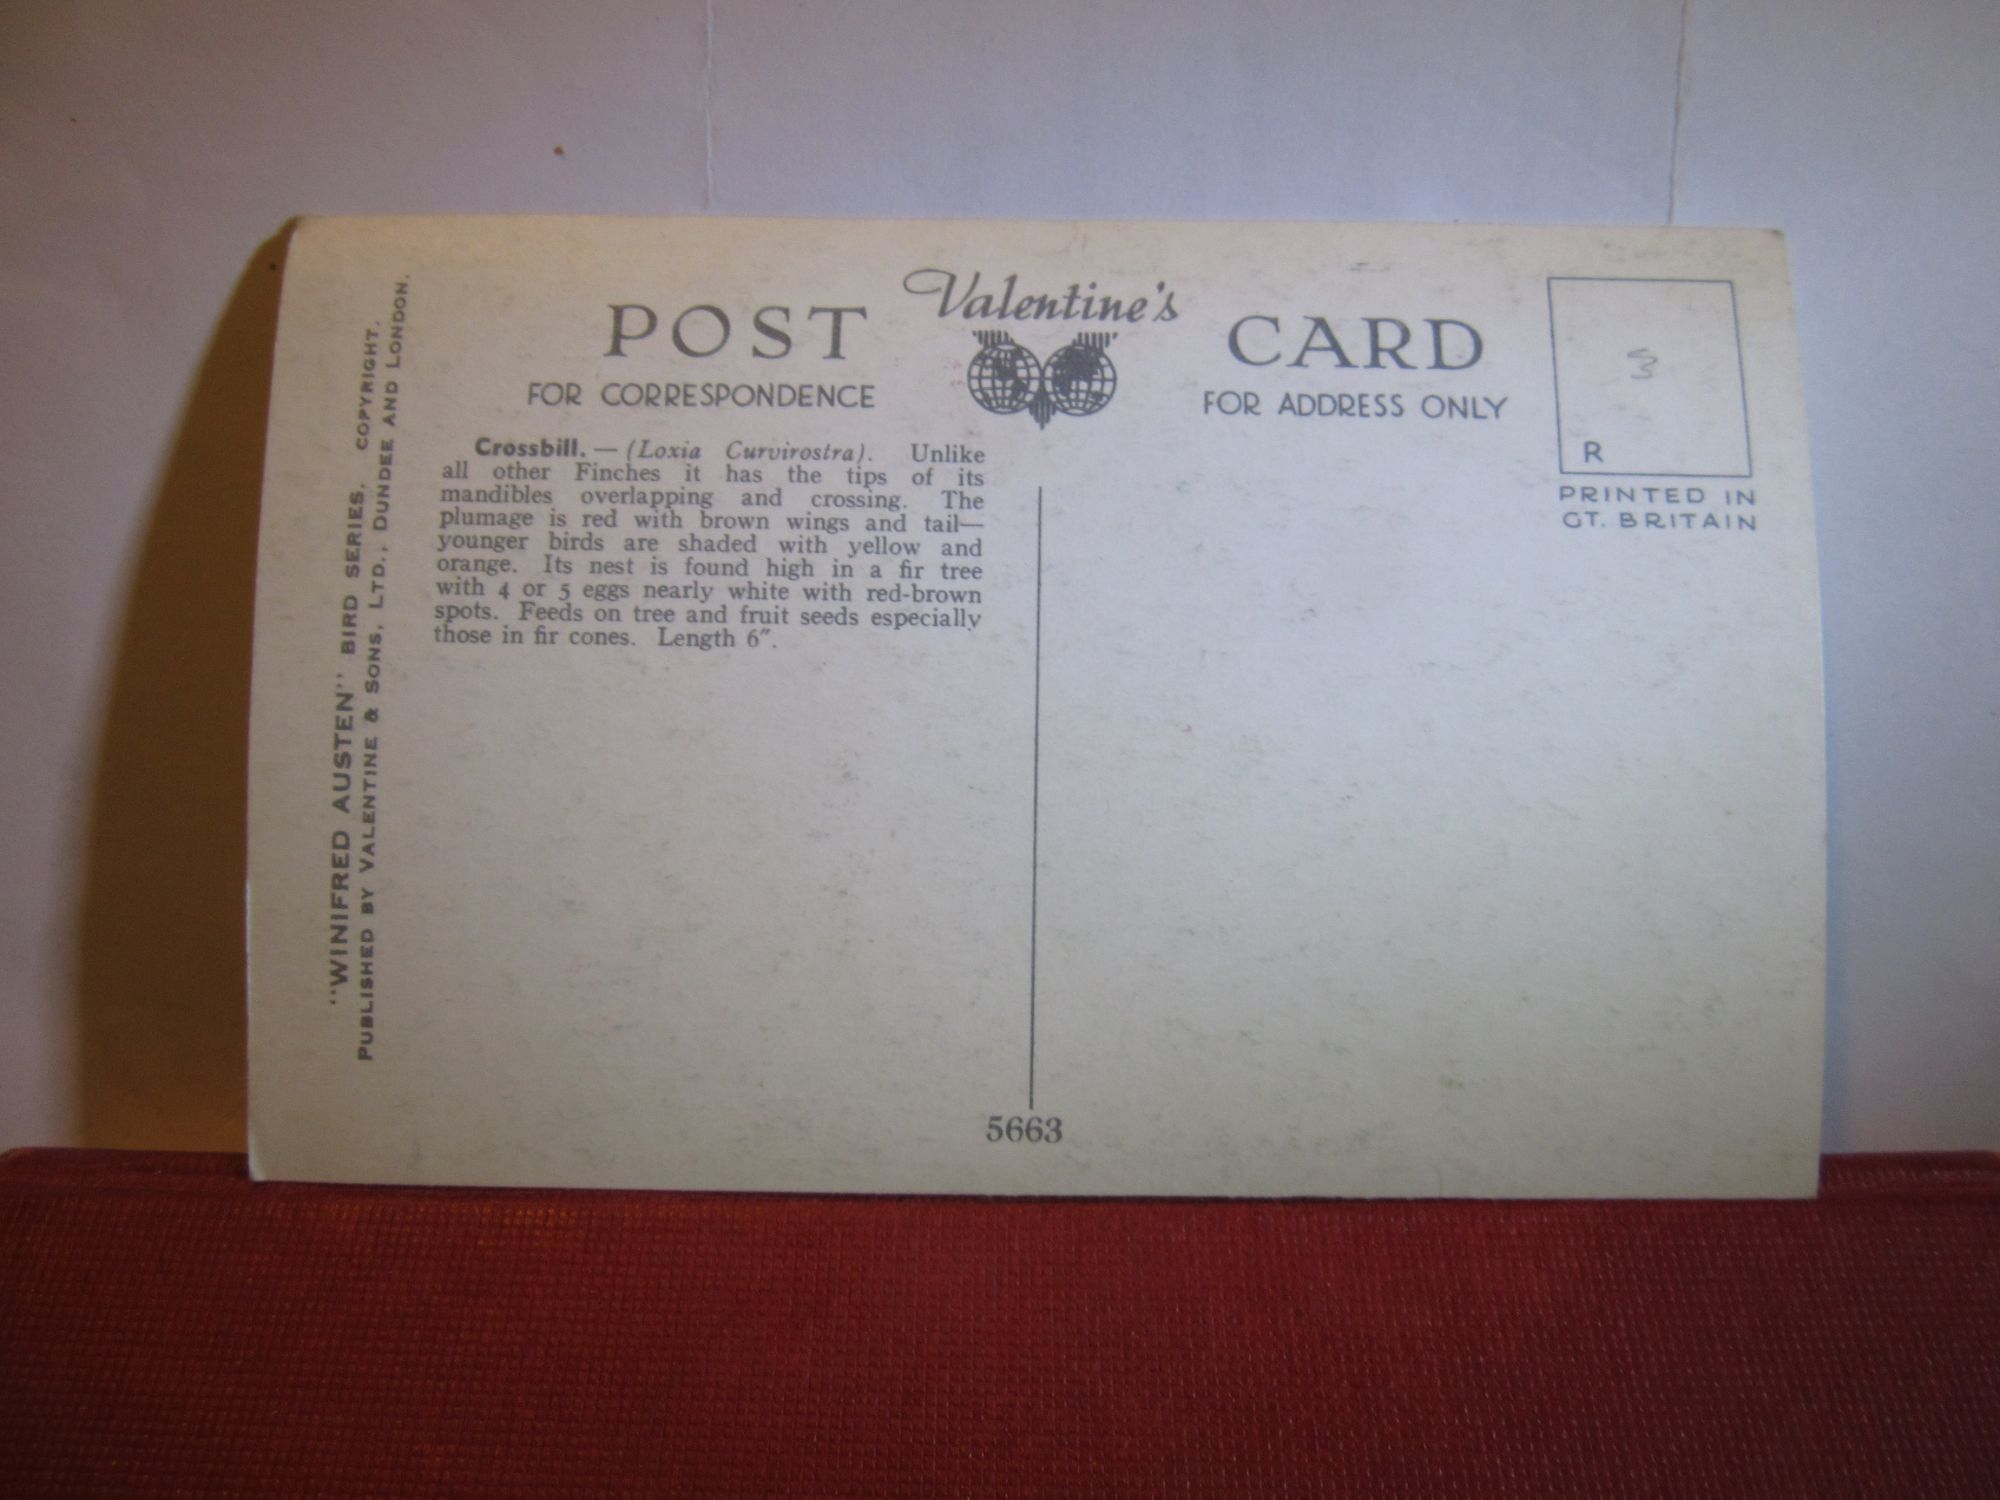 Valentine's
POST CARD
FOR CORRESPONDENCE
FOR ADDRESS ONLY
R
PRINTED IN
GT. BRITAIN
Crossbill. — (Loxia Curvirostra). Unlike
all other Finches it has the tips of its
mandibles overlapping and crossing. The
plumage is red with brown wings and tail—
younger birds are shaded with yellow and
orange. Its nest is found high in a fir tree
with 4 or 5 eggs nearly white with red-brown
spots. Feeds on tree and fruit seeds especially
those in fir cones. Length 6″.
"WINIFRED AUSTEN" BIRD SERIES. COPYRIGHT.
PUBLISHED BY VALENTINE & SONS, LTD., DUNDEE AND LONDON.
5663